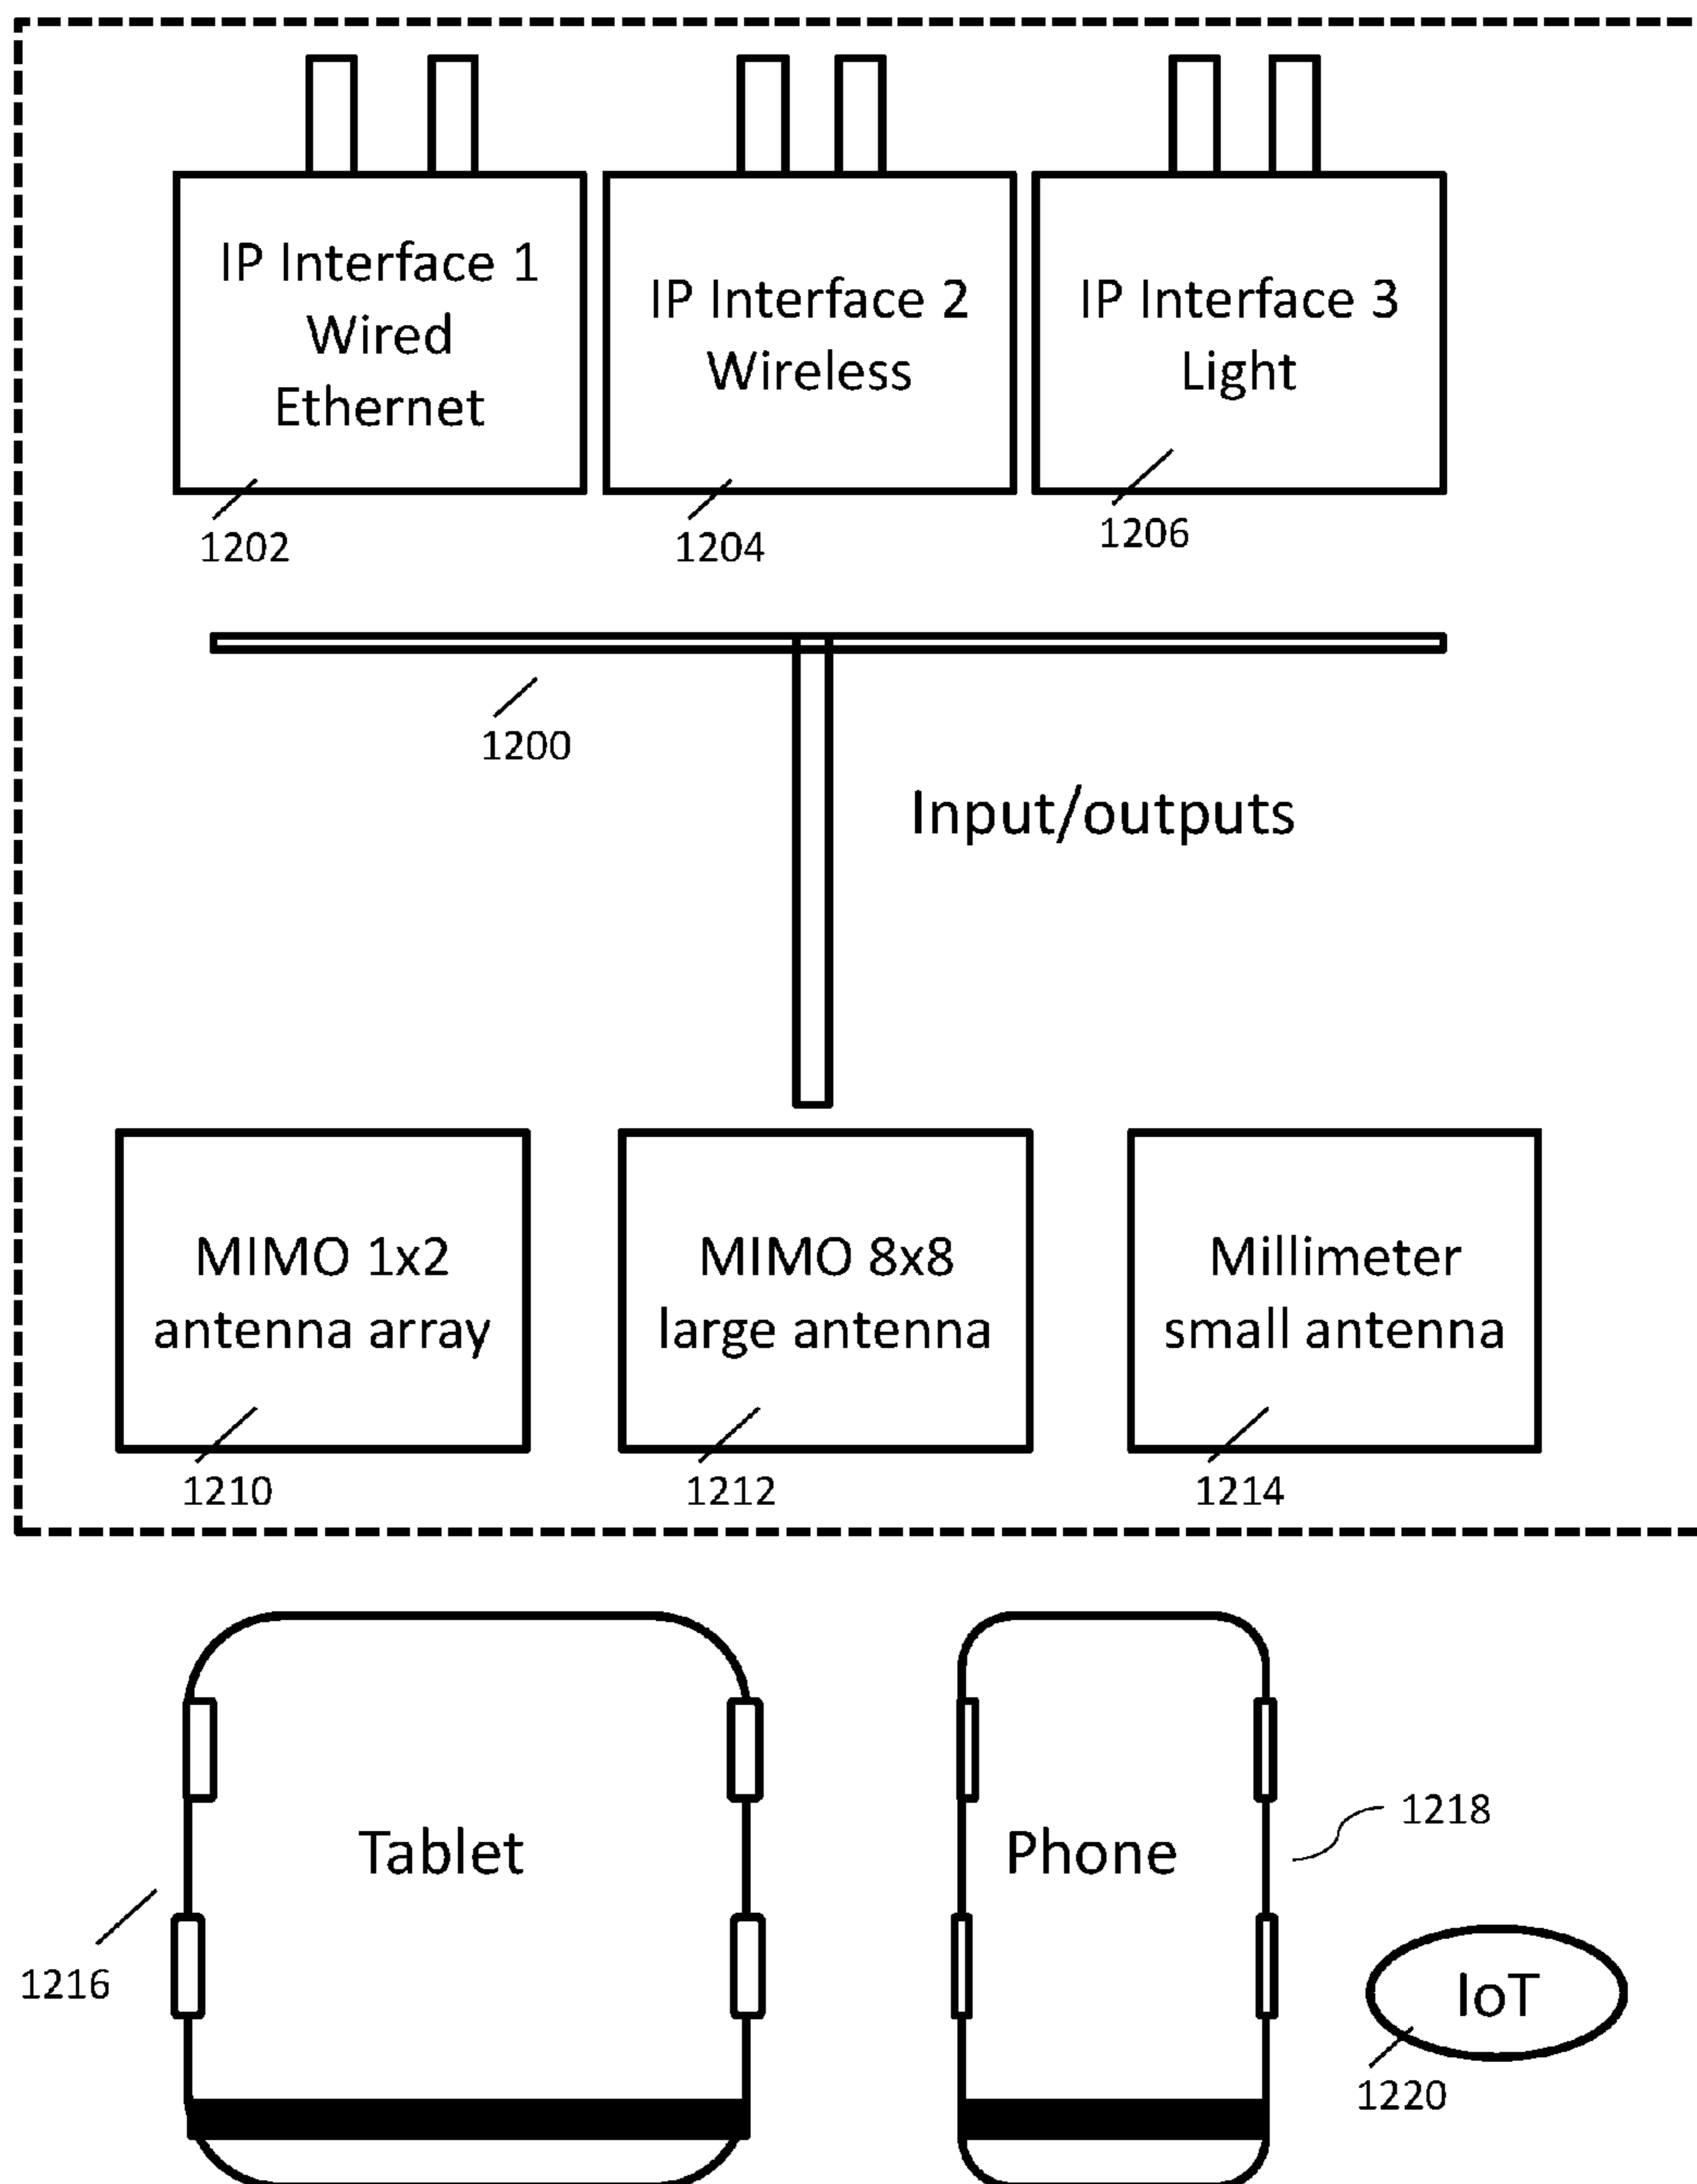 IP Interface 1
Wired
Ethernet
IP Interface 2
Wireless
IP Interface 3
Light
1202
1204
1206
1200
Input/outputs
MIMO 1x2
antenna array
MIMO 8x8
large antenna
Millimeter
small antenna
1210
1212
1214
Tablet
Phone
1218
1216
IoT
1220